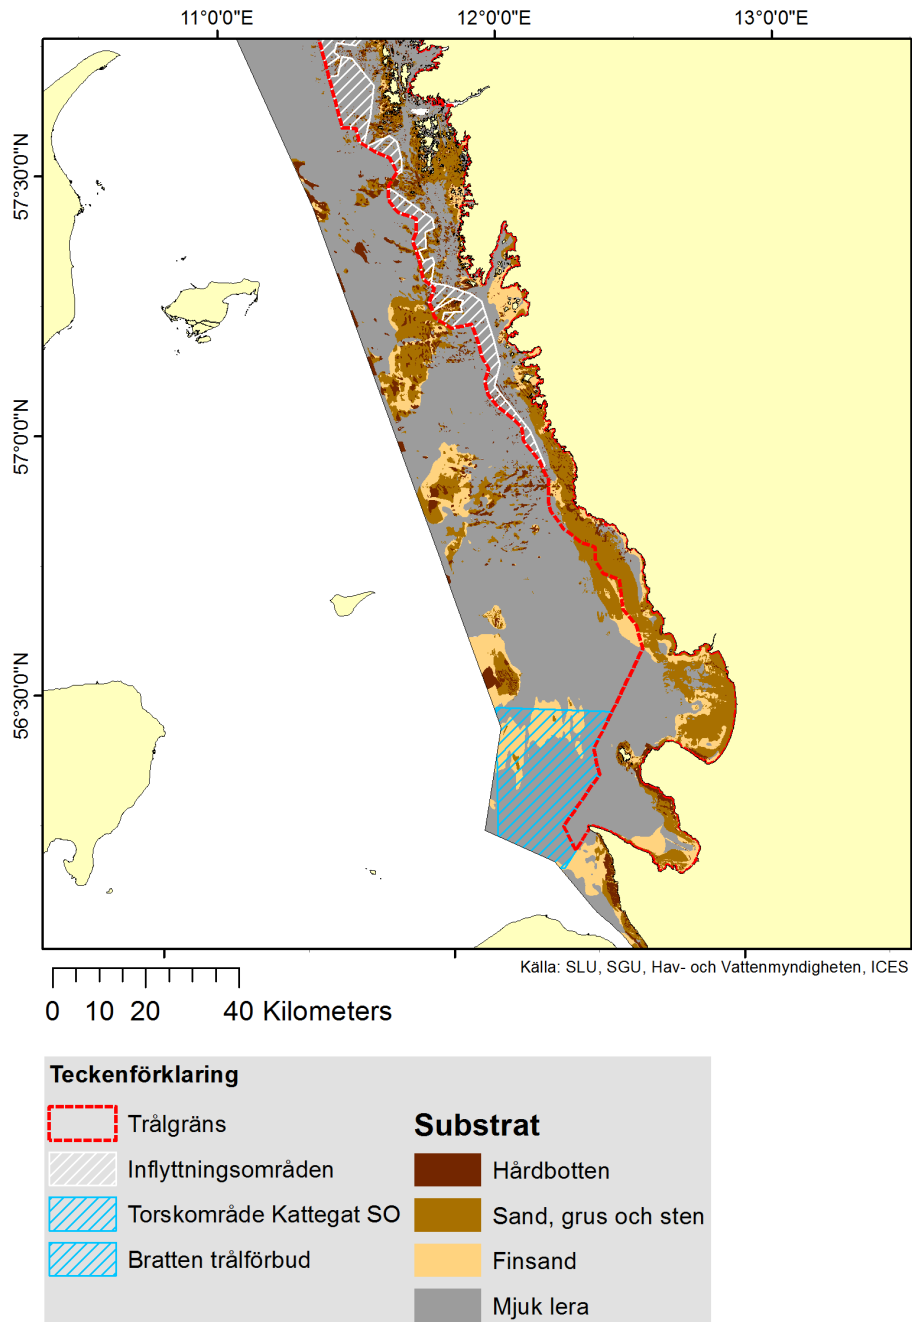 11°0'0"E 12°0'0"E 13°0'0"E
57°30'0"N
57°0'0"N
56°30'0"N
Källa: SLU, SGU, Hav- och Vattenmyndigheten, ICES
0 10 20 40 Kilometers
Teckenförklaring
Trålgräns
Inflyttningsområden
Torskområde Kattegat SO
Bratten trålförbud
Substrat
Hårdbotten
Sand, grus och sten
Finsand
Mjuk lera